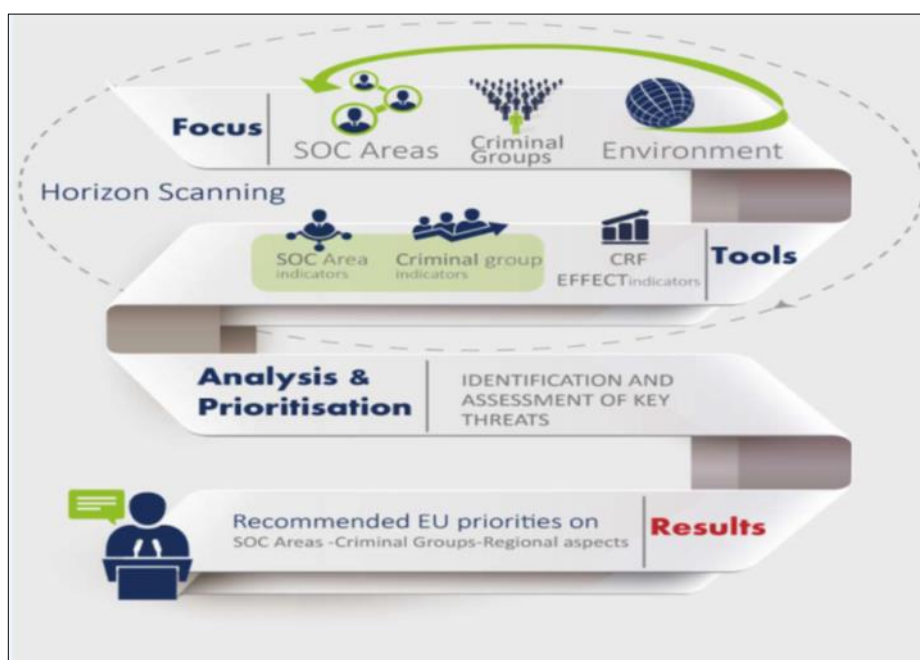 Focus
SOC Areas
Criminal
Groups
Environment
Horizon Scanning
SOC Area
indicators
Criminal group
indicators
CRF
EFFECTindicators
Tools
Analysis &
Prioritisation
IDENTIFICATION AND
ASSESSMENT OF KEY
THREATS
Recommended EU priorities on
SOC Areas -Criminal Groups-Regional aspects
Results